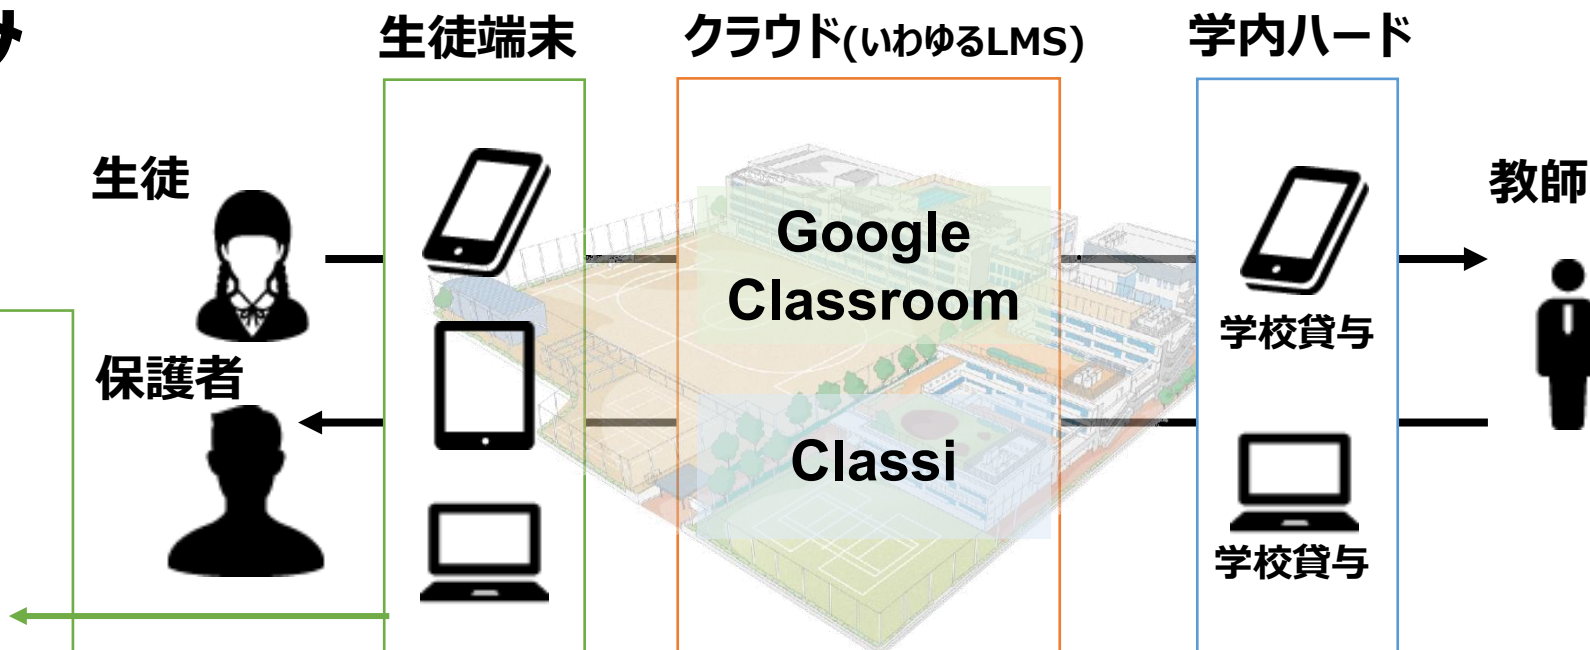 み
生徒端末
クラウド(いわゆるLMS)
学内ハード
生徒
教師
Google
Classroom
学校貸与
保護者
Classi
学校貸与